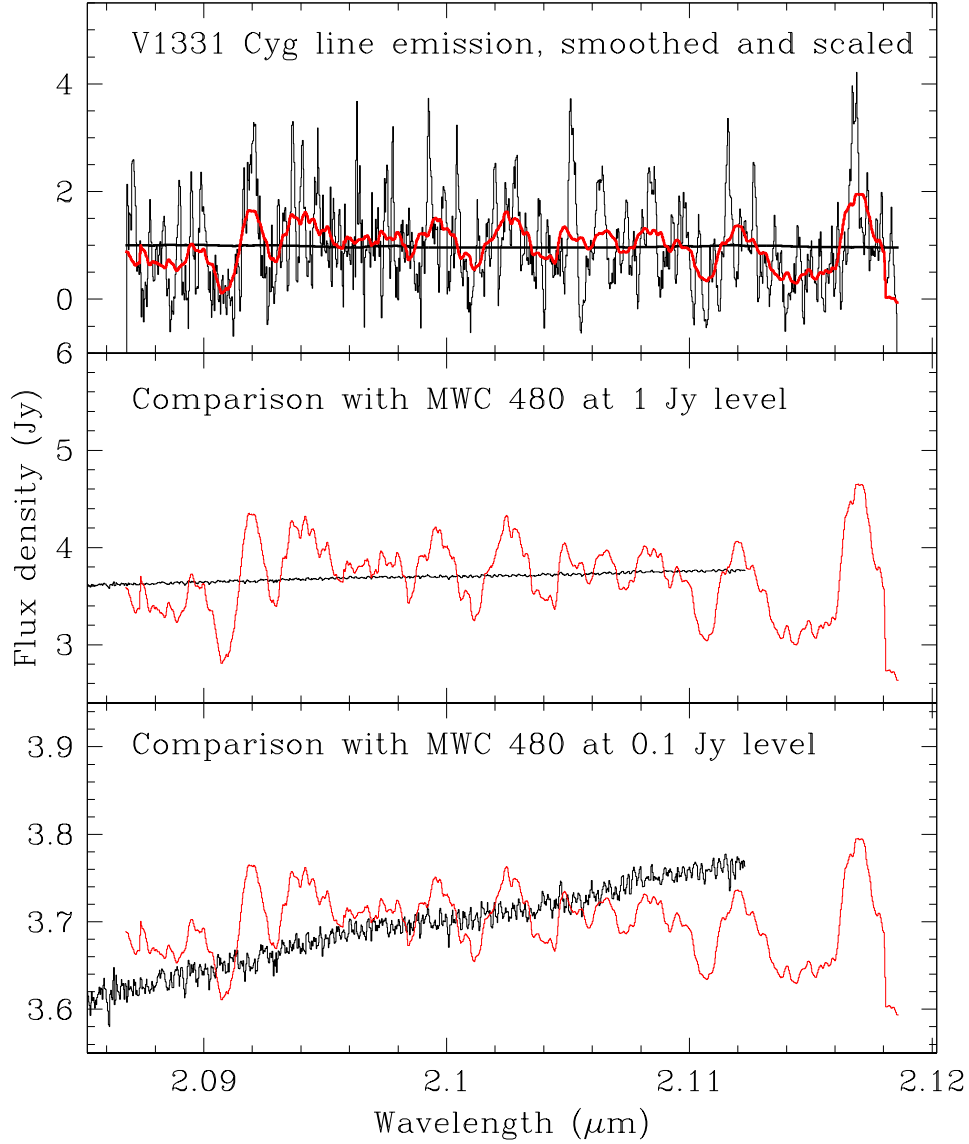 V1331 Cyg line emission, smoothed and scaled
4
2
0
6
Comparison with MWC 480 at 1 Jy level
5
4
3
Comparison with MWC 480 at 0.1 Jy level
3.9
3.8
3.7
3.6
Flux density (Jy)
2.09 2.1 2.11 2.12
Wavelength (μm)